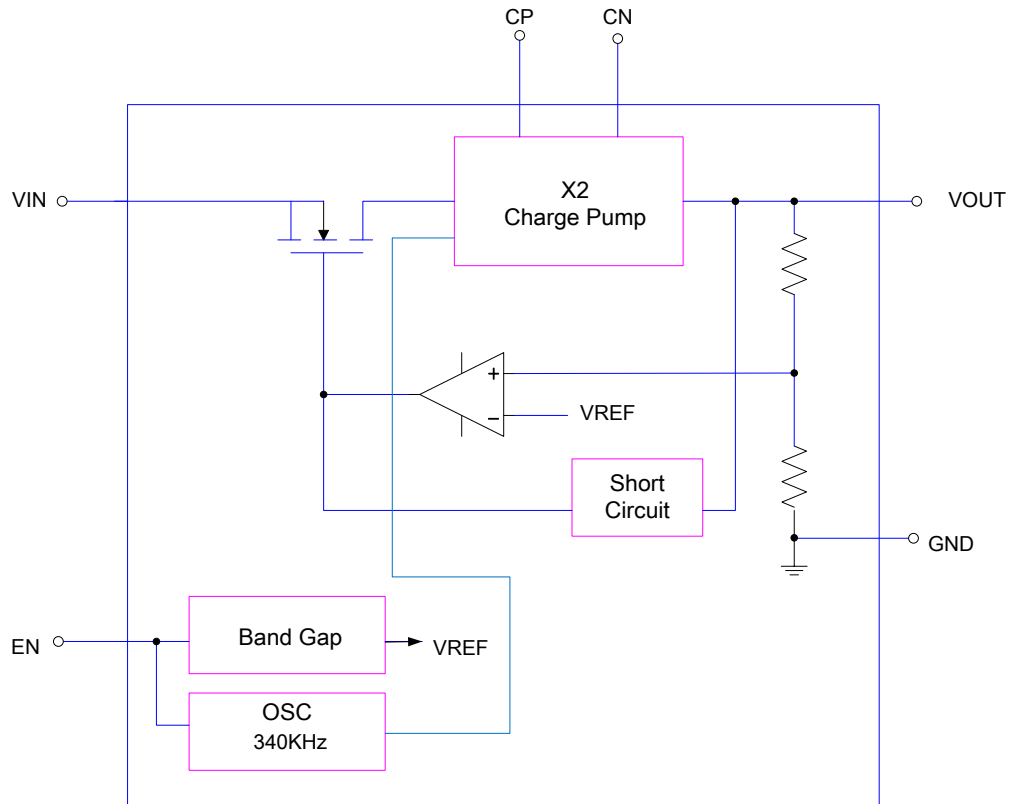 CP
CN
VIN
X2
Charge Pump
VOUT
+
−
VREF
Short
Circuit
GND
EN
Band Gap
VREF
OSC
340KHz